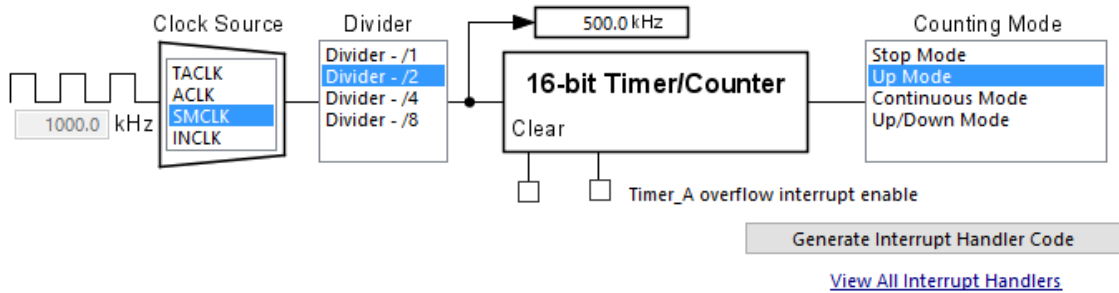 Clock Source
Divider
500.0 kHz
Counting Mode
TACLK
ACLK
SMCLK
INCLK
1000.0 kHz
Divider - /1
Divider - /2
Divider - /4
Divider - /8
16-bit Timer/Counter
Clear
Stop Mode
Up Mode
Continuous Mode
Up/Down Mode
Timer_A overflow interrupt enable
Generate Interrupt Handler Code
View All Interrupt Handlers